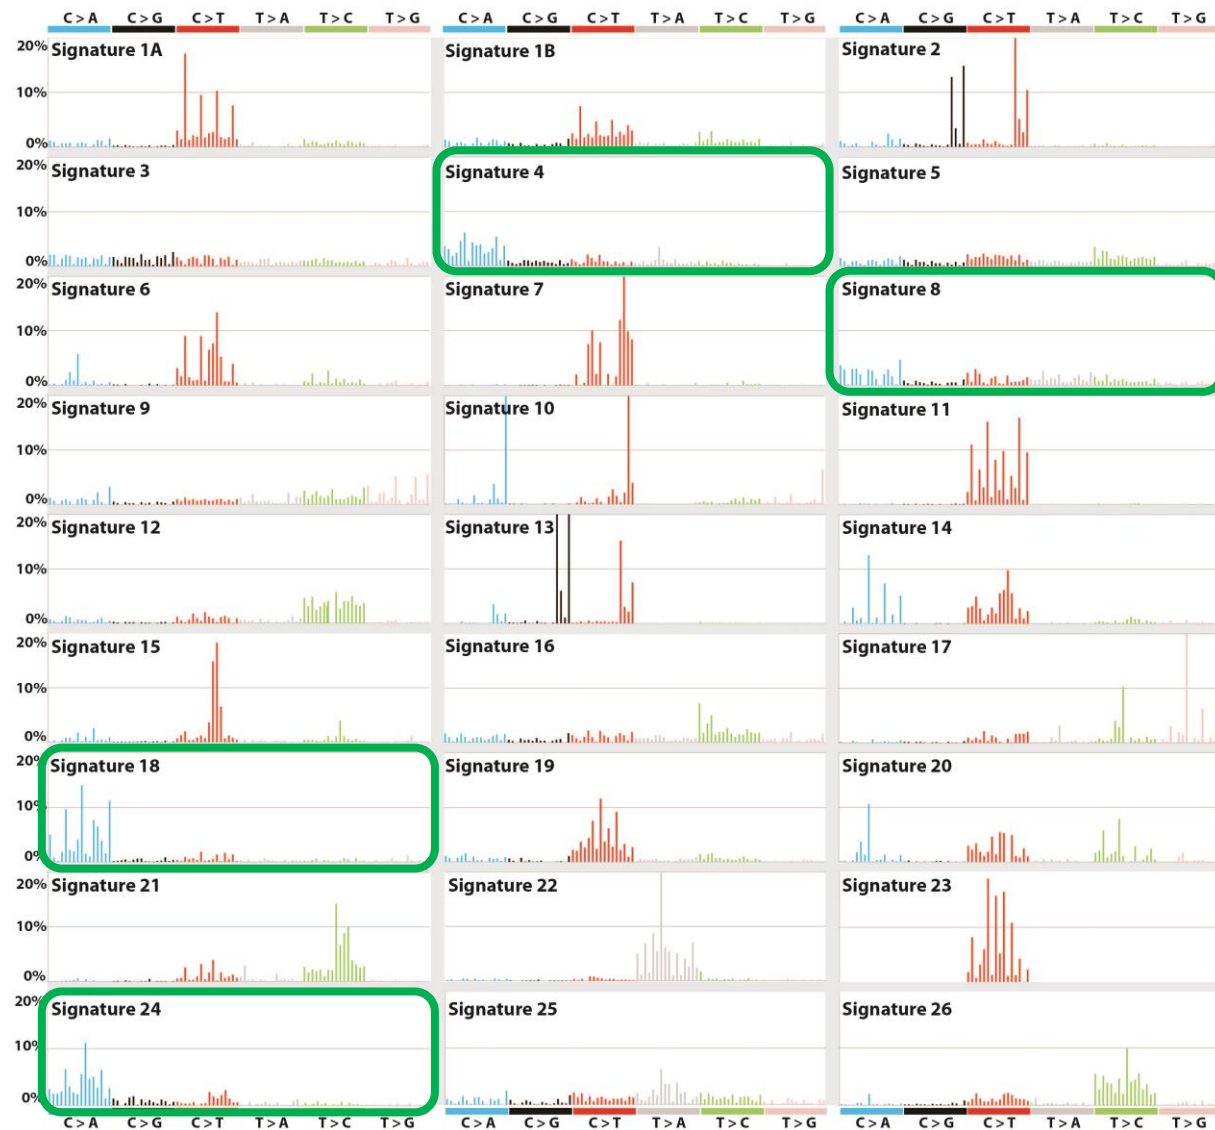 C > A C > G C > T T > A T > C T > G C > A C > G C > T T > A T > C T > G C > A C > G C > T T > A T > C T > G
20% Signature 1A Signature 1B Signature 2
10%
0%
20% Signature 3 Signature 4 Signature 5
10%
0%
20% Signature 6 Signature 7 Signature 8
10%
0%
20% Signature 9 Signature 10 Signature 11
10%
0%
20% Signature 12 Signature 13 Signature 14
10%
0%
20% Signature 15 Signature 16 Signature 17
10%
0%
20% Signature 18 Signature 19 Signature 20
10%
0%
20% Signature 21 Signature 22 Signature 23
10%
0%
20% Signature 24 Signature 25 Signature 26
10%
0%
C > A C > G C > T T > A T > C T > G C > A C > G C > T T > A T > C T > G C > A C > G C > T T > A T > C T > G